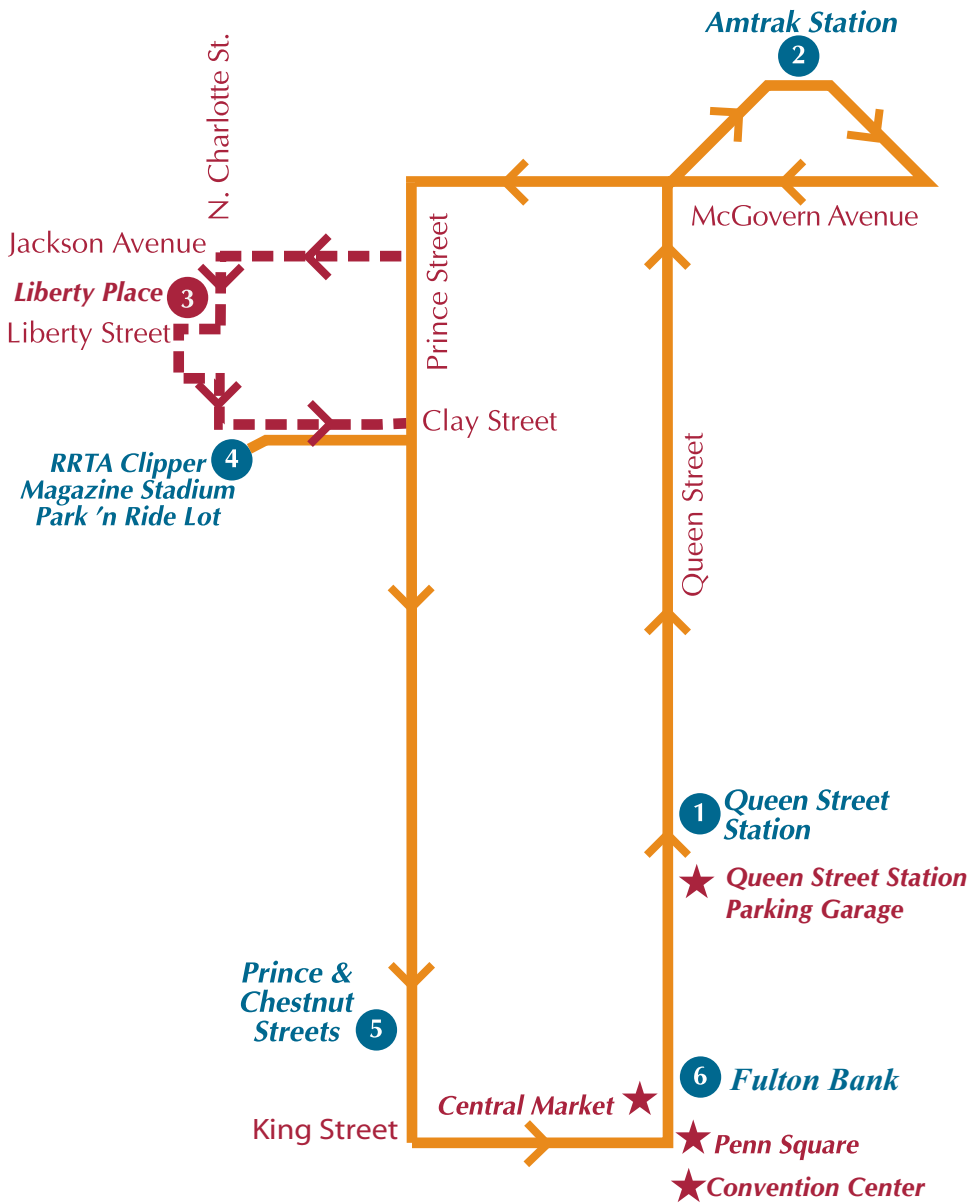 Amtrak Station
2
N. Charlotte St.
McGovern Avenue
Jackson Avenue
Prince Street
Liberty Place
3
Liberty Street
Clay Street
RRTA Clipper
Magazine Stadium
Park ’n Ride Lot
4
Queen Street
1
Queen Street
Station
Queen Street Station
Parking Garage
Prince &
Chestnut
Streets
5
6
Fulton Bank
Central Market
King Street
Penn Square
Convention Center